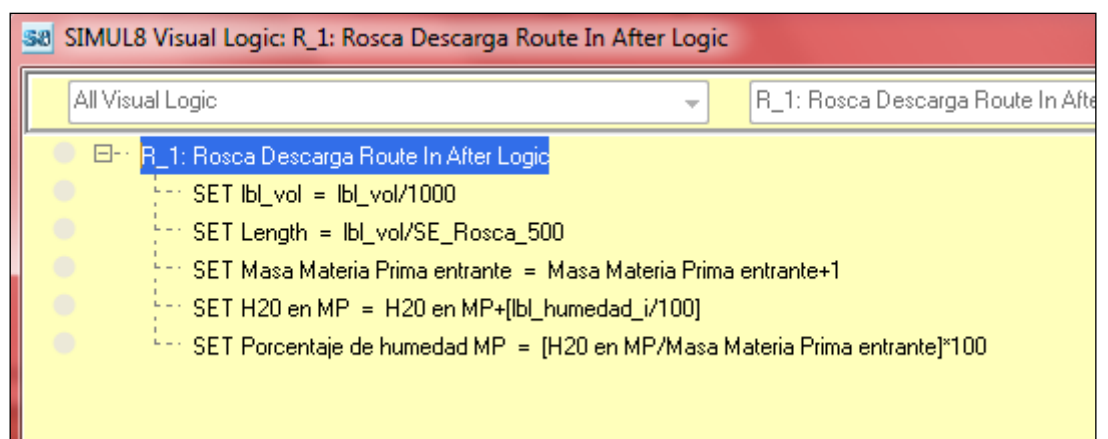 S8 SIMUL8 Visual Logic: R_1: Rosca Descarga Route In After Logic
All Visual Logic R_1: Rosca Descarga Route In Afte
R_1: Rosca Descarga Route In After Logic
SET lbl_vol = lbl_vol/1000
SET Length = lbl_vol/SE_Rosca_500
SET Masa Materia Prima entrante = Masa Materia Prima entrante+1
SET H20 en MP = H20 en MP+[lbl_humedad_i/100]
SET Porcentaje de humedad MP = [H20 en MP/Masa Materia Prima entrante]*100